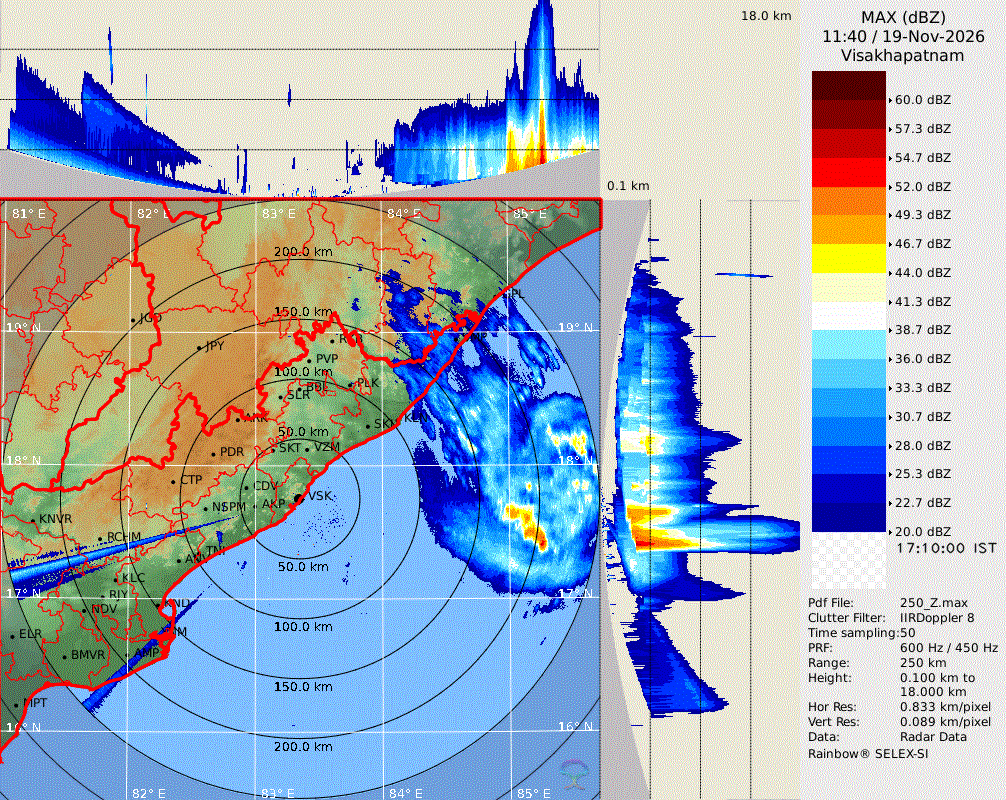 18.0 km
MAX (dBZ)
11:40 / 19-Nov-2026
Visakhapatnam
60.0 dBZ
57.3 dBZ
54.7 dBZ
52.0 dBZ
49.3 dBZ
46.7 dBZ
44.0 dBZ
41.3 dBZ
38.7 dBZ
36.0 dBZ
33.3 dBZ
30.7 dBZ
28.0 dBZ
25.3 dBZ
22.7 dBZ
20.0 dBZ
17:10:00 IST
0.1 km
81° E
82° E
83° E
84° E
85° E
200.0 km
150.0 km
100.0 km
50.0 km
19° N
19° N
JGD
JPY
PVP
PLK
SLR
PDR
SKT
VZM
18° N
18° N
CTP
CDV
VSK
AKP
KNVR
50.0 km
KLC
17° N
17° N
NDV
KND
100.0 km
ELR
BMVR
AMP
150.0 km
16° N
16° N
200.0 km
82° E
83° E
84° E
85° E
Pdf File: 250_Z.max
Clutter Filter: IIRDoppler 8
Time sampling:50
PRF: 600 Hz / 450 Hz
Range: 250 km
Height: 0.100 km to
18.000 km
Hor Res: 0.833 km/pixel
Vert Res: 0.089 km/pixel
Data: Radar Data
Rainbow® SELEX-SI